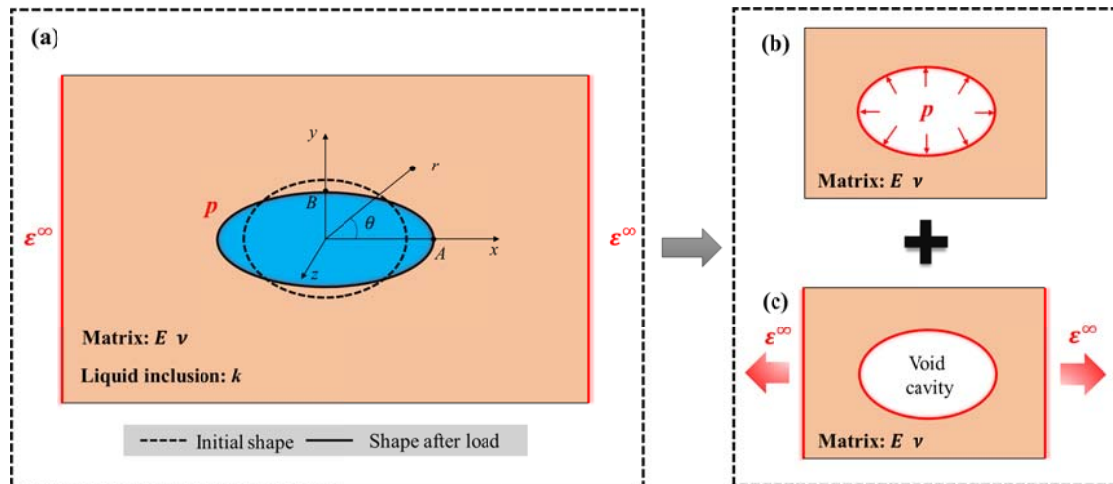 (a)
y
r
p
B
θ
ε∞
ε∞
A
x
z
Matrix: E ν
Liquid inclusion: k
Initial shape
Shape after load
(b)
p
Matrix: E ν
(c)
ε∞
ε∞
Void
cavity
Matrix: E ν